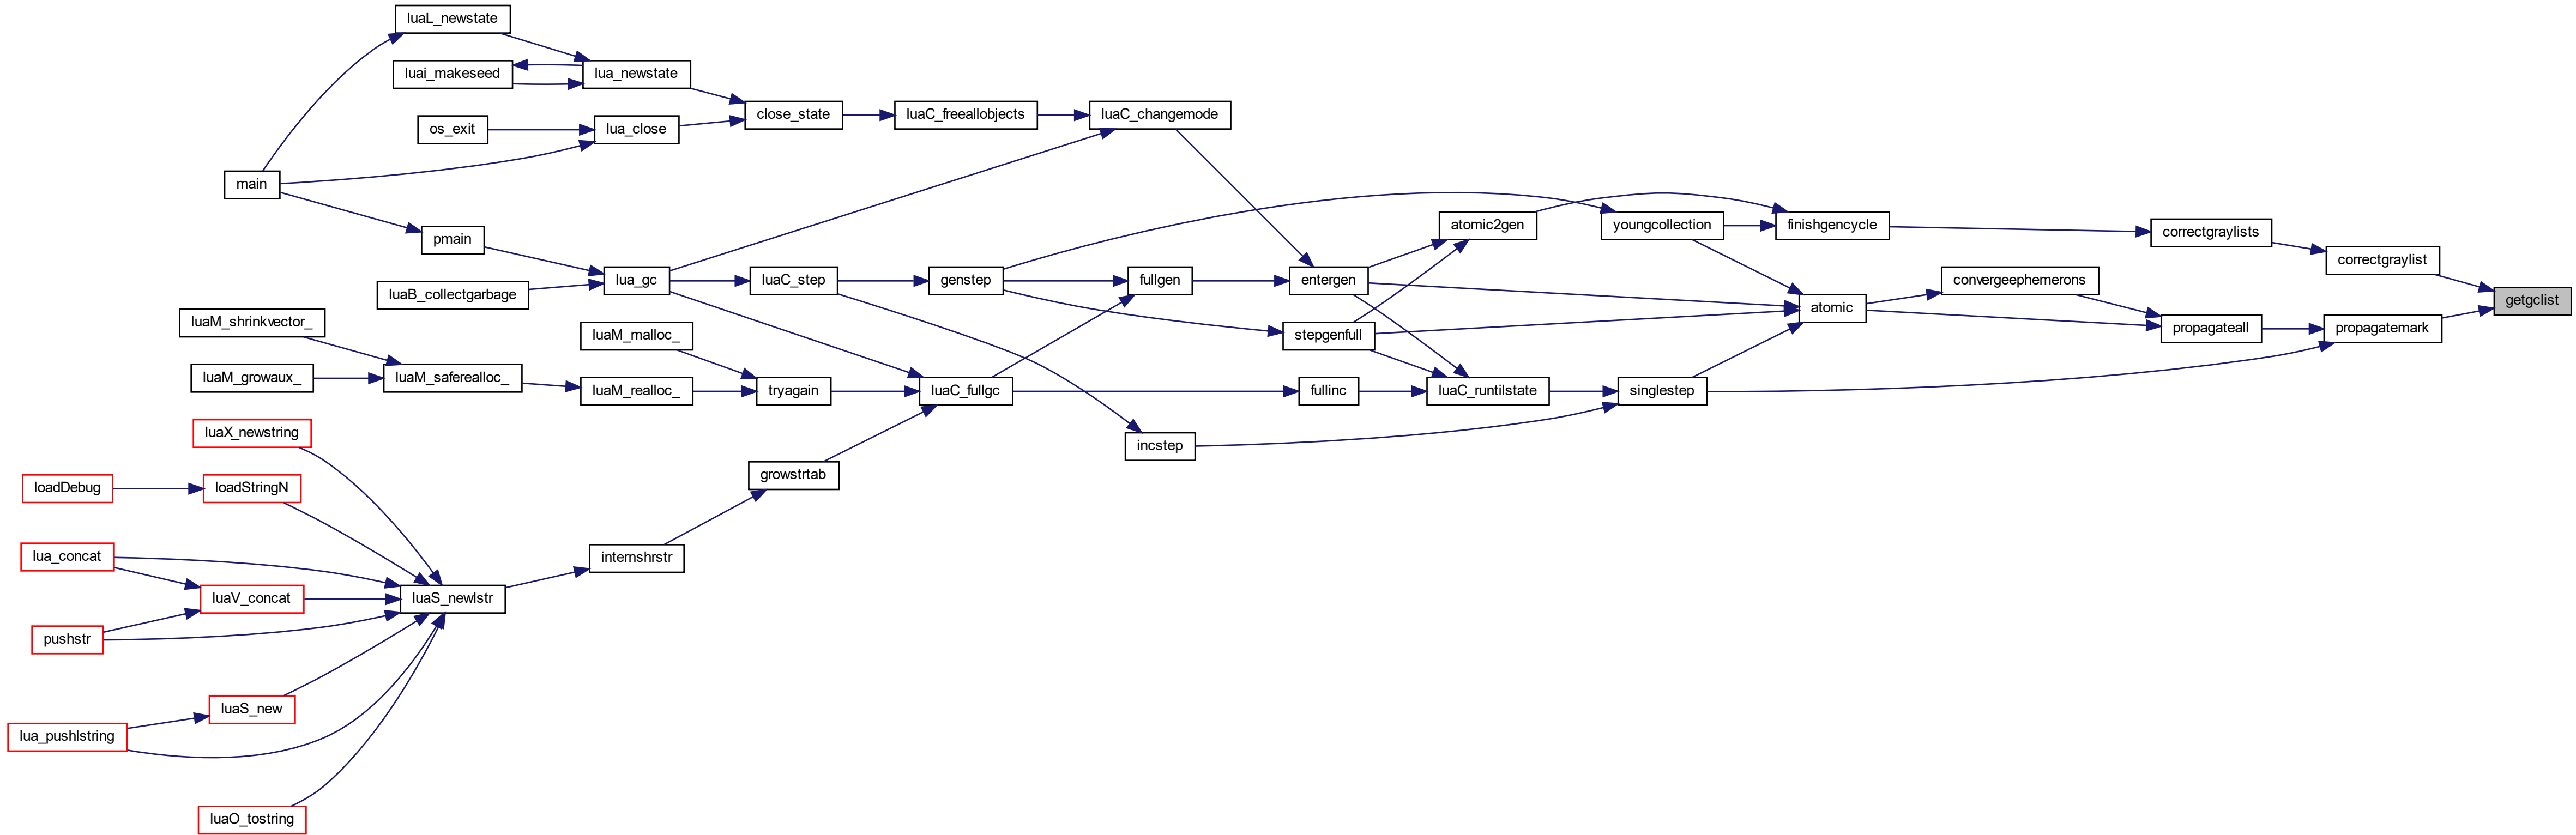 luaL_newstate
luai_makeseed
lua_newstate
close_state
luaC_freeallobjects
luaC_changemode
os_exit
lua_close
main
pmain
atomic2gen
youngcollection
finishgencycle
correctgraylists
correctgraylist
lua_gc
luaC_step
genstep
fullgen
entergen
convergeephemerons
getgclist
luaB_collectgarbage
atomic
luaM_shrinkvector_
luaM_malloc_
stepgenfull
propagateall
propagatemark
luaM_growaux_
luaM_saferealloc_
luaM_realloc_
tryagain
luaC_fullgc
fullinc
luaC_runtilstate
singlestep
luaX_newstring
incstep
loadDebug
loadStringN
growstrtab
lua_concat
internshrstr
luaV_concat
luaS_newlstr
pushstr
luaS_new
lua_pushlstring
luaO_tostring